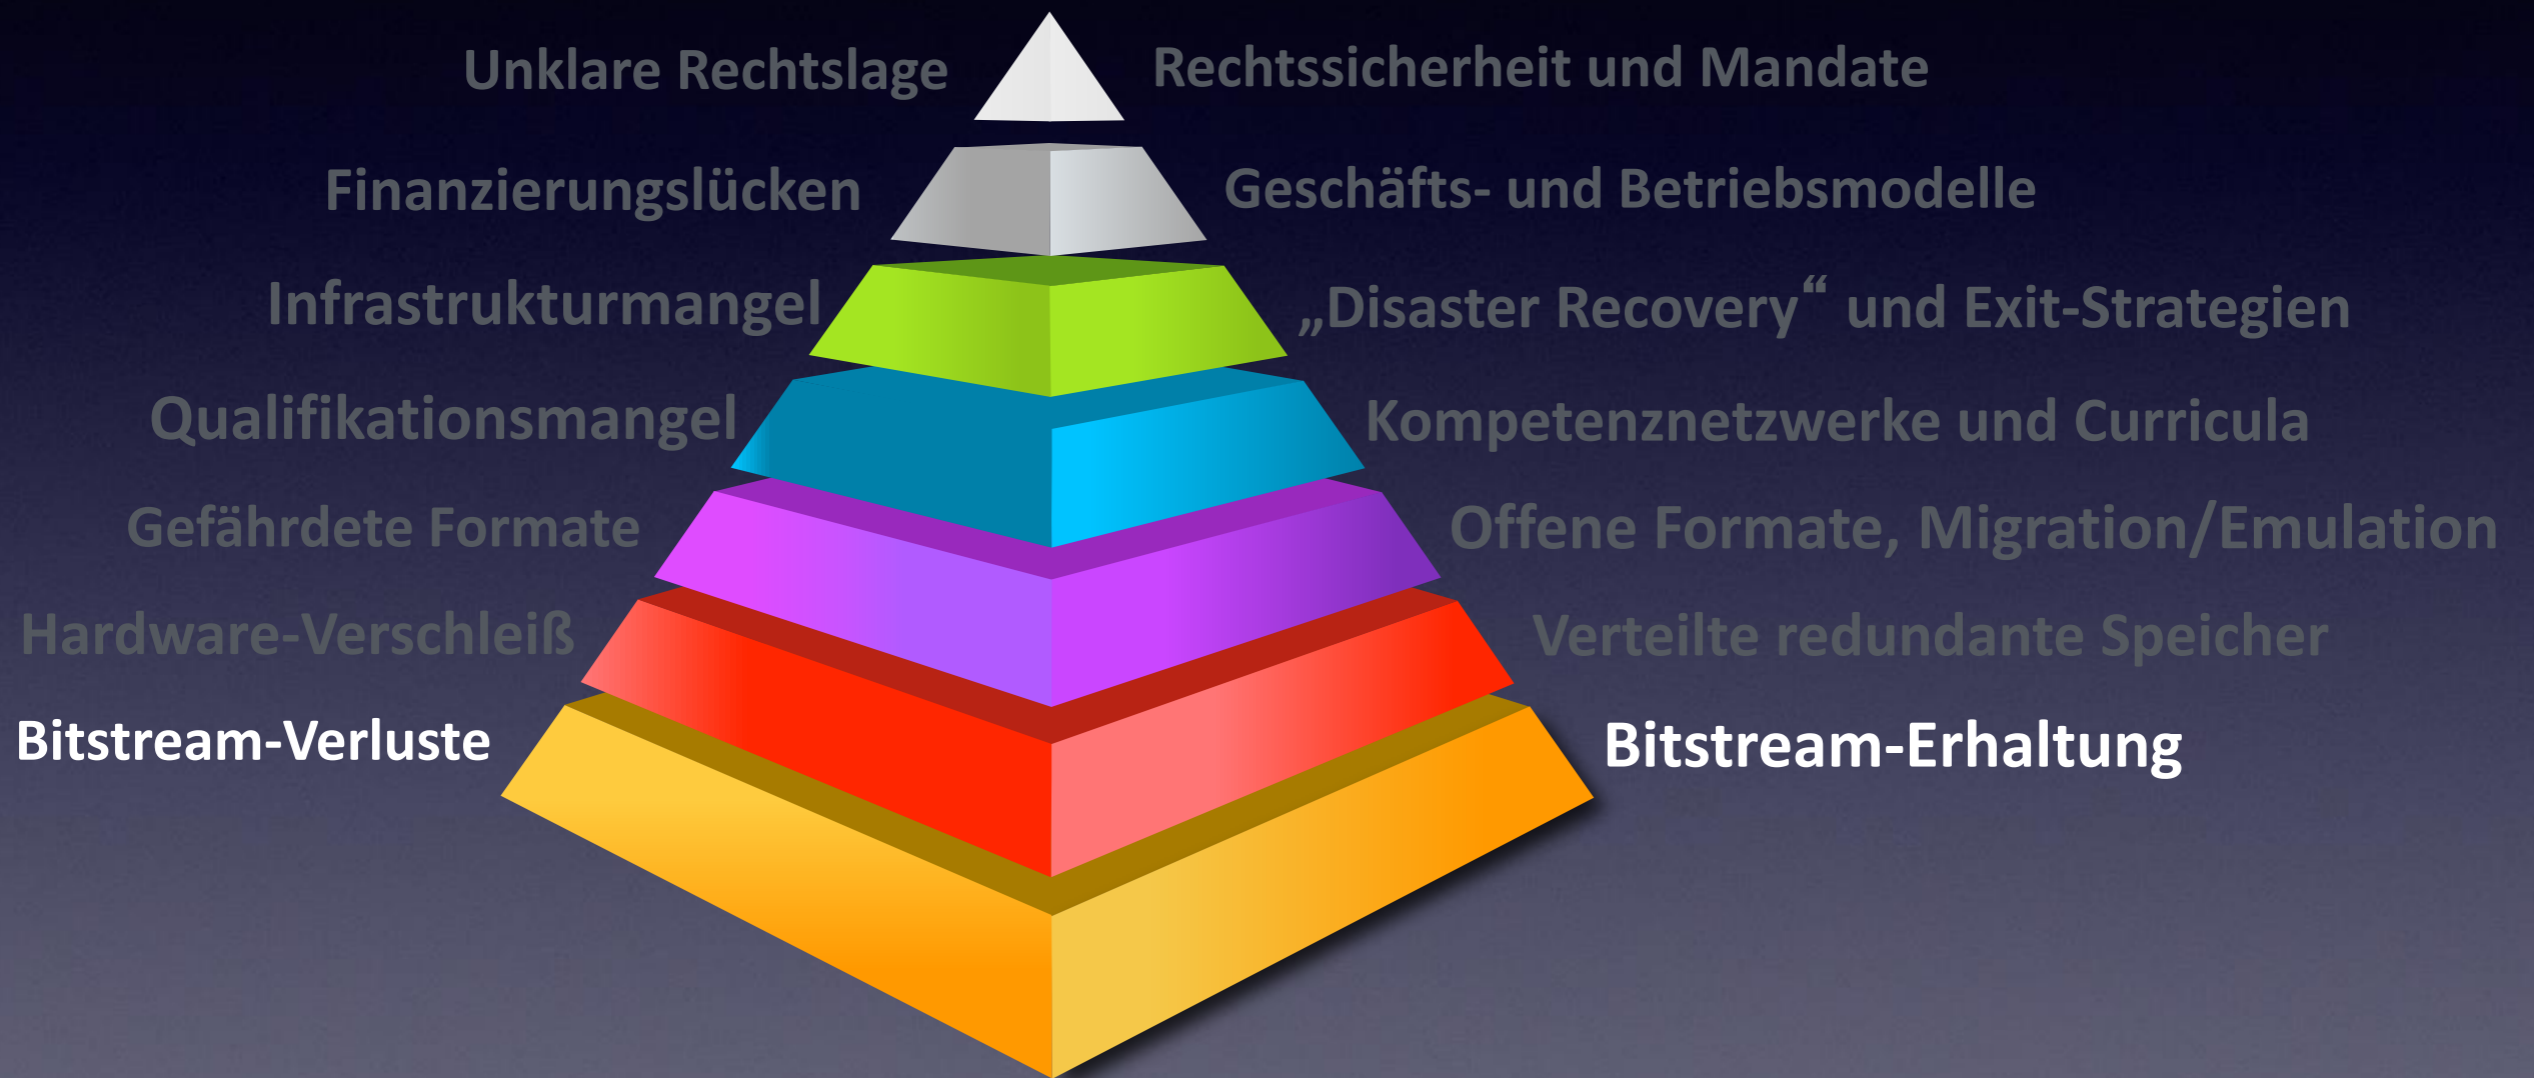 Unklare Rechtslage
Rechtssicherheit und Mandate
Finanzierungslücken
Geschäfts- und Betriebsmodelle
Infrastrukturmangel
„Disaster Recovery“ und Exit-Strategien
Qualifikationsmangel
Kompetenznetzwerke und Curricula
Gefährdete Formate
Offene Formate, Migration/Emulation
Hardware-Verschleiß
Verteilte redundante Speicher
Bitstream-Verluste
Bitstream-Erhaltung